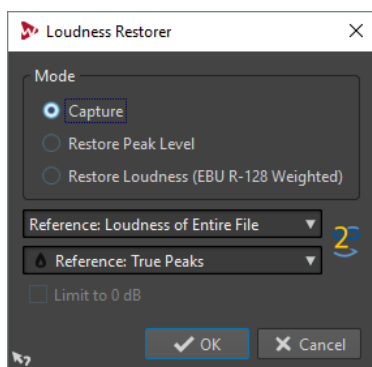 Loudness Restorer
Mode
Capture
Restore Peak Level
Restore Loudness (EBU R-128 Weighted)
Reference: Loudness of Entire File
2
Reference: True Peaks
Limit to 0 dB
OK
Cancel
?